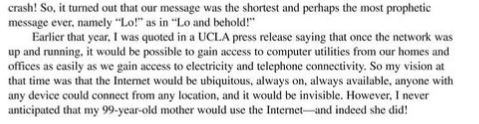 crash! So, it turned out that our message was the shortest and perhaps the most prophetic
message ever, namely “Lo!” as in “Lo and behold!”
Earlier that year, I was quoted in a UCLA press release saying that once the network was
up and running, it would be possible to gain access to computer utilities from our homes and
offices as easily as we gain access to electricity and telephone connectivity. So my vision at
that time was that the Internet would be ubiquitous, always on, always available, anyone with
any device could connect from any location, and it would be invisible. However, I never
anticipated that my 99-year-old mother would use the Internet—and indeed she did!